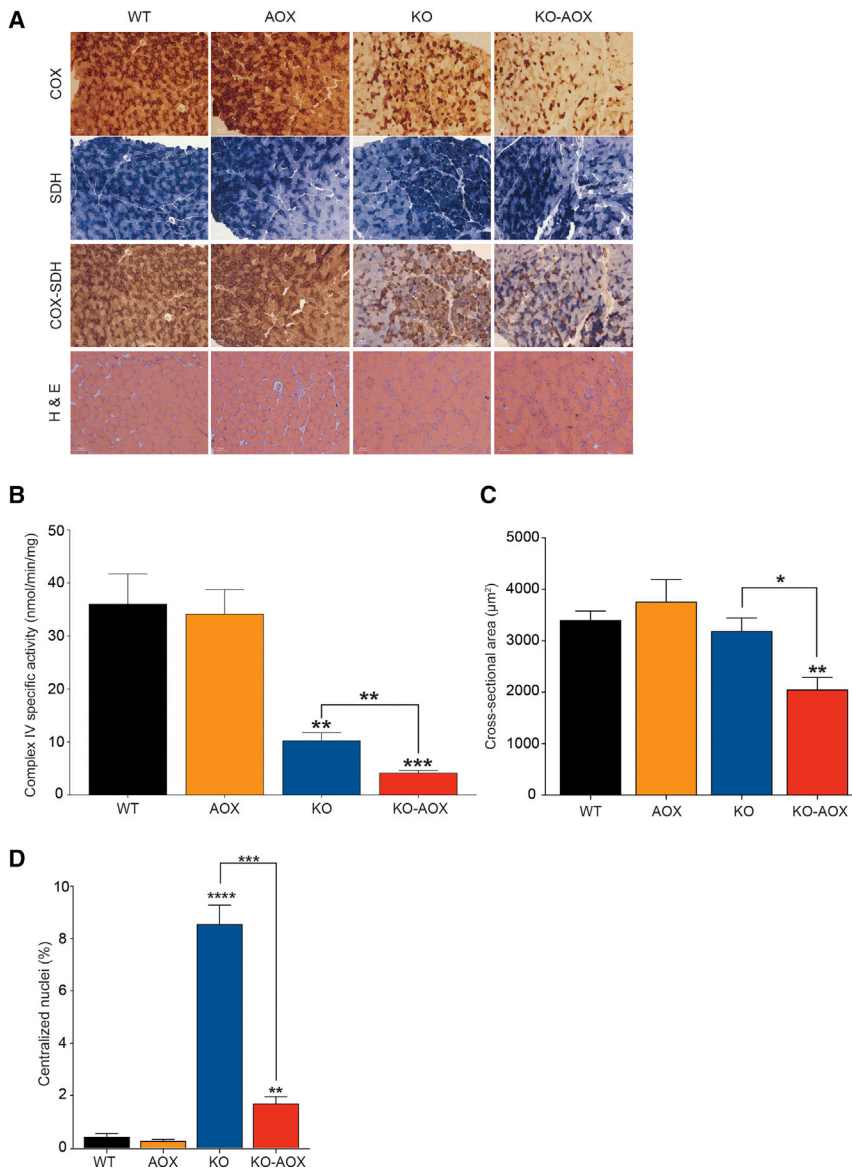 A
WT AOX KO KO-AOX
COX
SDH
COX-SDH
H & E
B
Complex IV specific activity (nmol/min/mg)
50
40
30
20
10
0
**
**
***
WT AOX KO KO-AOX
C
Cross-sectional area (µm²)
5000
4000
3000
2000
1000
0
*
**
WT AOX KO KO-AOX
D
Centralized nuclei (%)
10
8
6
4
2
0
***
****
**
WT AOX KO KO-AOX